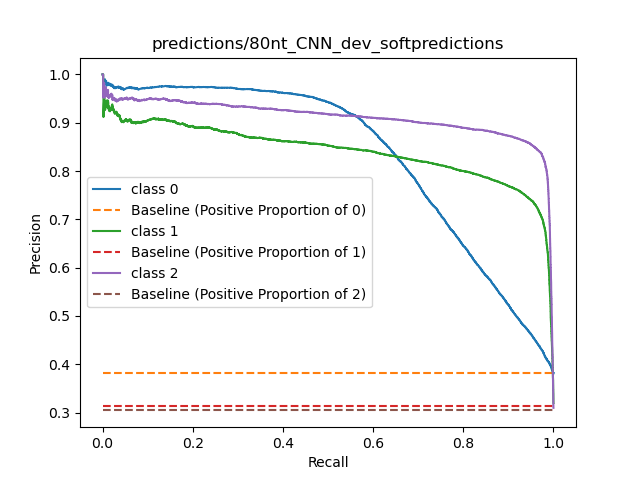 predictions/80nt_CNN_dev_softpredictions
Precision
1.0
0.9
0.8
0.7
0.6
0.5
0.4
0.3
class 0
Baseline (Positive Proportion of 0)
class 1
Baseline (Positive Proportion of 1)
class 2
Baseline (Positive Proportion of 2)
0.0 0.2 0.4 0.6 0.8 1.0
Recall